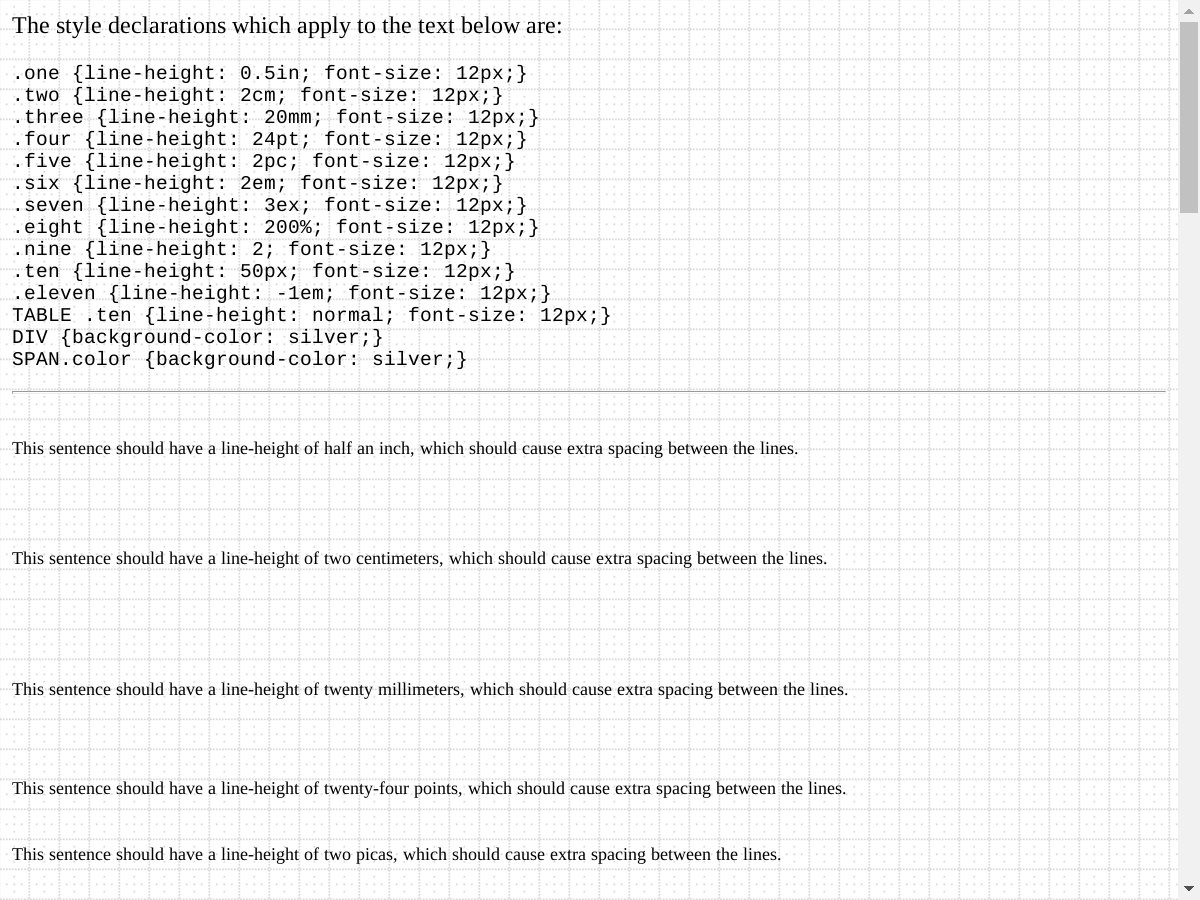 The style declarations which apply to the text below are:
.one {line-height: 0.5in; font-size: 12px;}
.two {line-height: 2cm; font-size: 12px;}
.three {line-height: 20mm; font-size: 12px;}
.four {line-height: 24pt; font-size: 12px;}
.five {line-height: 2pc; font-size: 12px;}
.six {line-height: 2em; font-size: 12px;}
.seven {line-height: 3ex; font-size: 12px;}
.eight {line-height: 200%; font-size: 12px;}
.nine {line-height: 2; font-size: 12px;}
.ten {line-height: 50px; font-size: 12px;}
.eleven {line-height: -1em; font-size: 12px;}
TABLE .ten {line-height: normal; font-size: 12px;}
DIV {background-color: silver;}
SPAN.color {background-color: silver;}
This sentence should have a line-height of half an inch, which should cause extra spacing between the lines.
This sentence should have a line-height of two centimeters, which should cause extra spacing between the lines.
This sentence should have a line-height of twenty millimeters, which should cause extra spacing between the lines.
This sentence should have a line-height of twenty-four points, which should cause extra spacing between the lines.
This sentence should have a line-height of two picas, which should cause extra spacing between the lines.